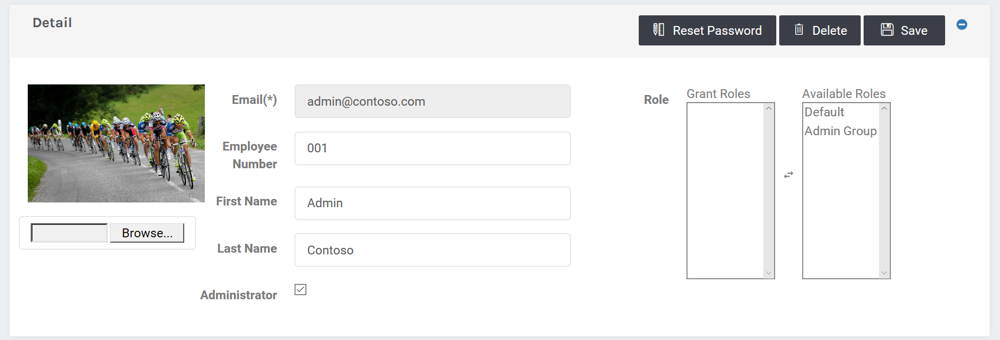 Detail
Reset Password
Delete
Save
Email(*)
admin@contoso.com
Employee
Number
001
First Name
Admin
Last Name
Contoso
Administrator
Browse...
Role
Grant Roles
Available Roles
Default
Admin Group